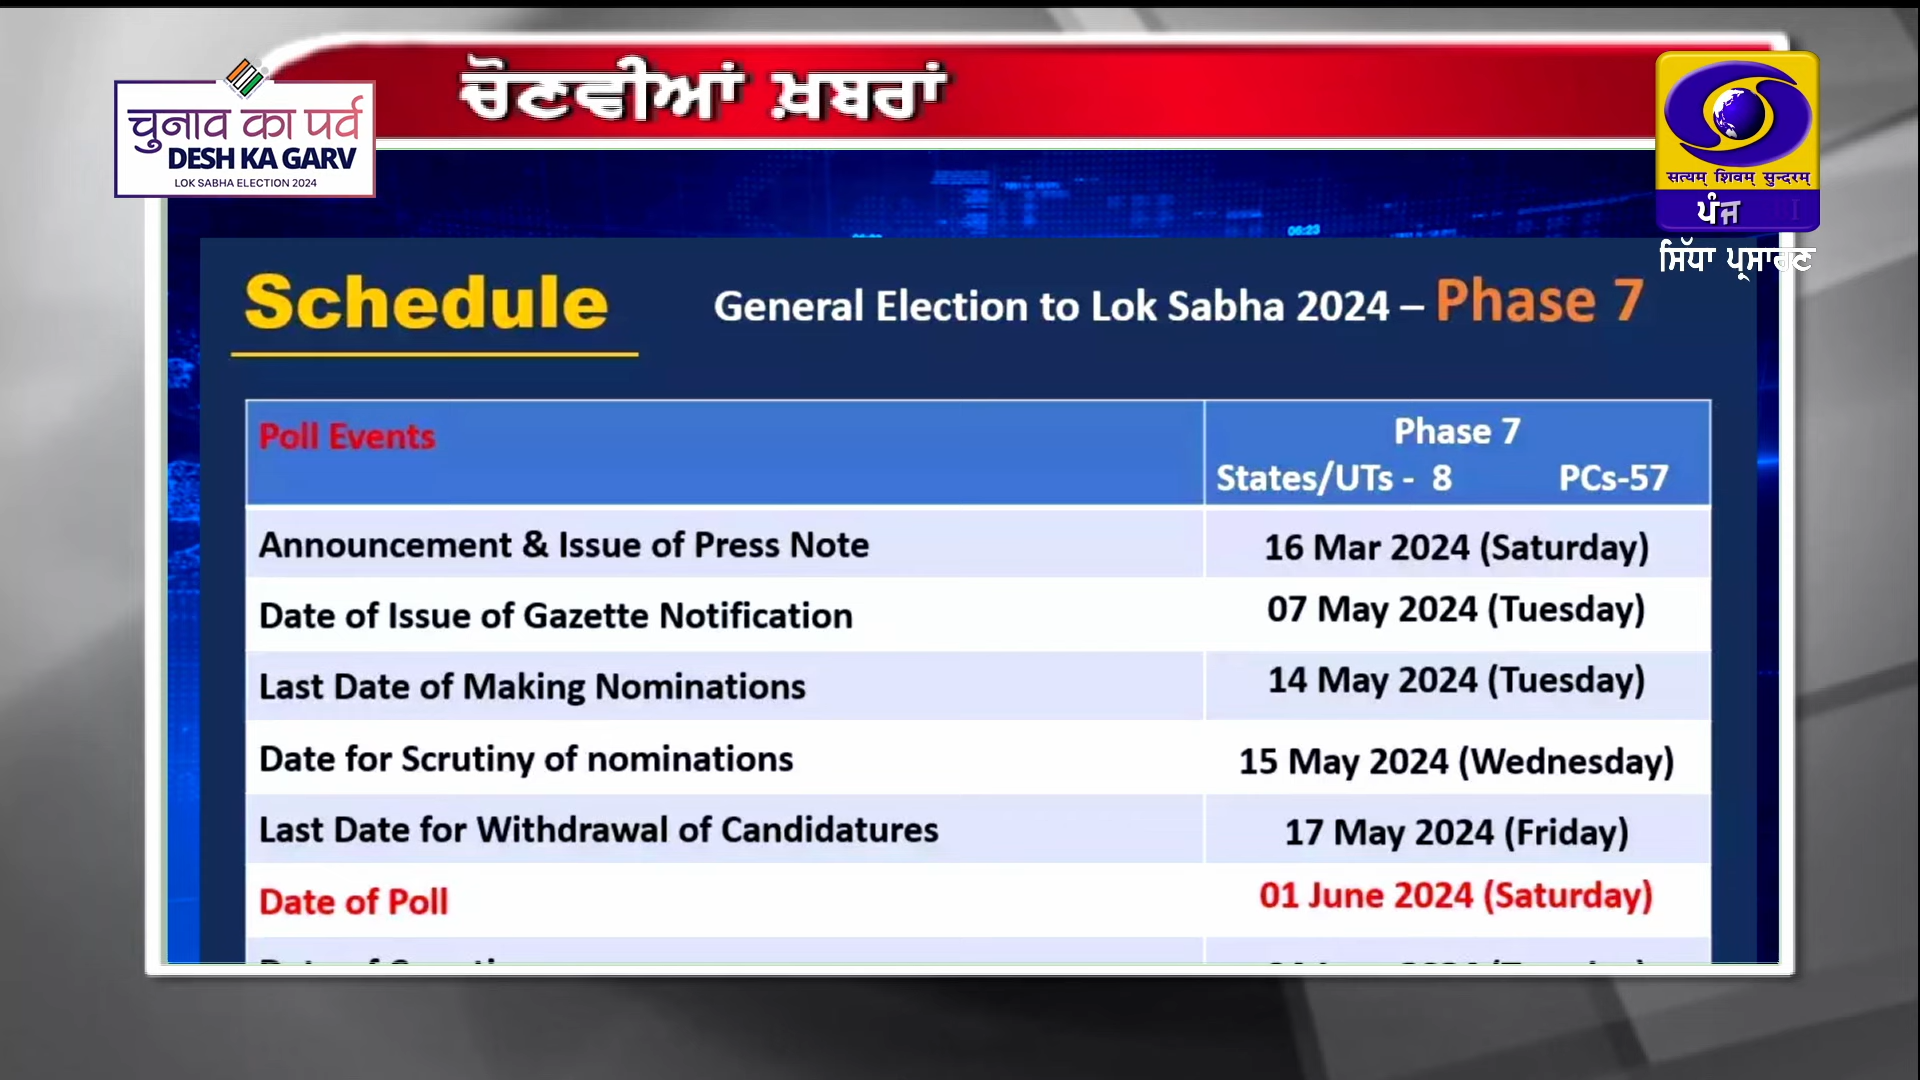 ਚੋਣਵੀਆਂ ਖ਼ਬਰਾਂ
चुनाव का पर्व
DESH KA GARV
LOK SABHA ELECTION 2024
सत्यम् शिवम् सुन्दरम्
ਪੰਜ
ਸਿੱਧਾ ਪ੍ਰਸਾਰਣ
06:23
Schedule General Election to Lok Sabha 2024 – Phase 7
Poll Events Phase 7
States/UTs - 8 PCs-57
Announcement & Issue of Press Note 16 Mar 2024 (Saturday)
Date of Issue of Gazette Notification 07 May 2024 (Tuesday)
Last Date of Making Nominations 14 May 2024 (Tuesday)
Date for Scrutiny of nominations 15 May 2024 (Wednesday)
Last Date for Withdrawal of Candidatures 17 May 2024 (Friday)
Date of Poll 01 June 2024 (Saturday)